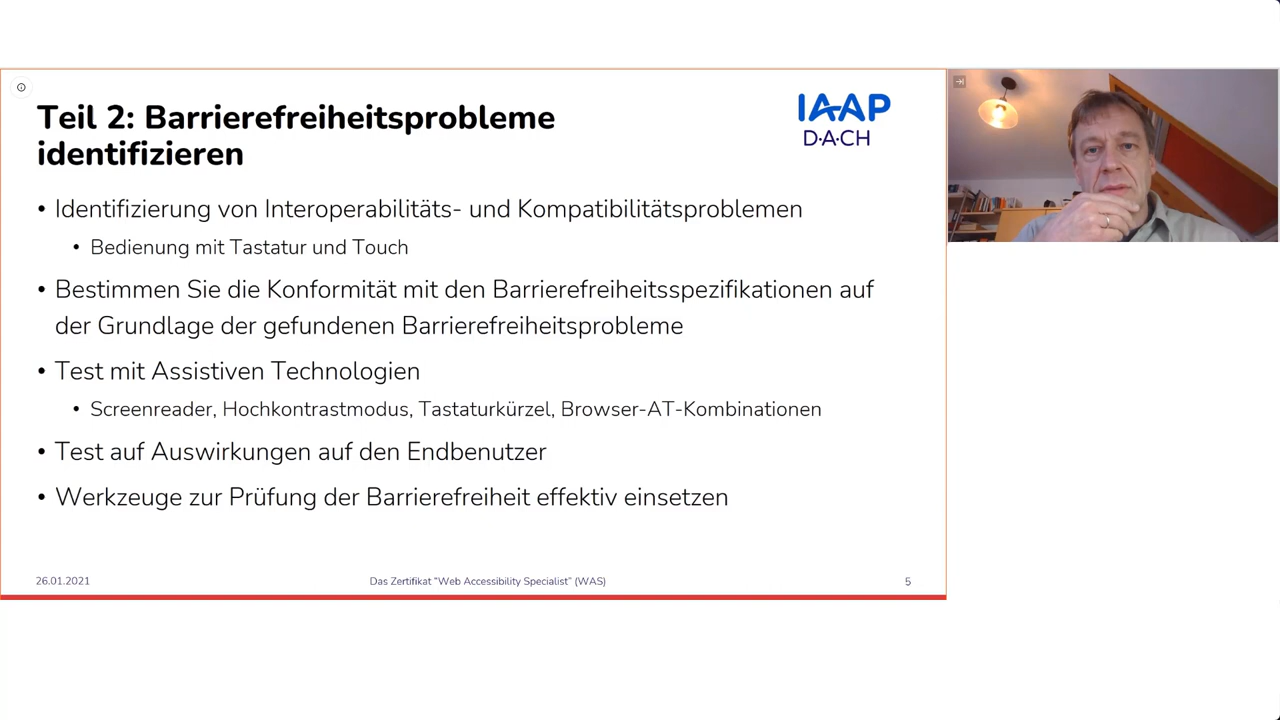 Teil 2: Barrierefreiheitsprobleme
identifizieren
IAAP
D·A·CH
• Identifizierung von Interoperabilitäts- und Kompatibilitätsproblemen
• Bedienung mit Tastatur und Touch
• Bestimmen Sie die Konformität mit den Barrierefreiheitsspezifikationen auf
der Grundlage der gefundenen Barrierefreiheitsprobleme
• Test mit Assistiven Technologien
• Screenreader, Hochkontrastmodus, Tastaturkürzel, Browser-AT-Kombinationen
• Test auf Auswirkungen auf den Endbenutzer
• Werkzeuge zur Prüfung der Barrierefreiheit effektiv einsetzen
26.01.2021
Das Zertifikat "Web Accessibility Specialist" (WAS)
5